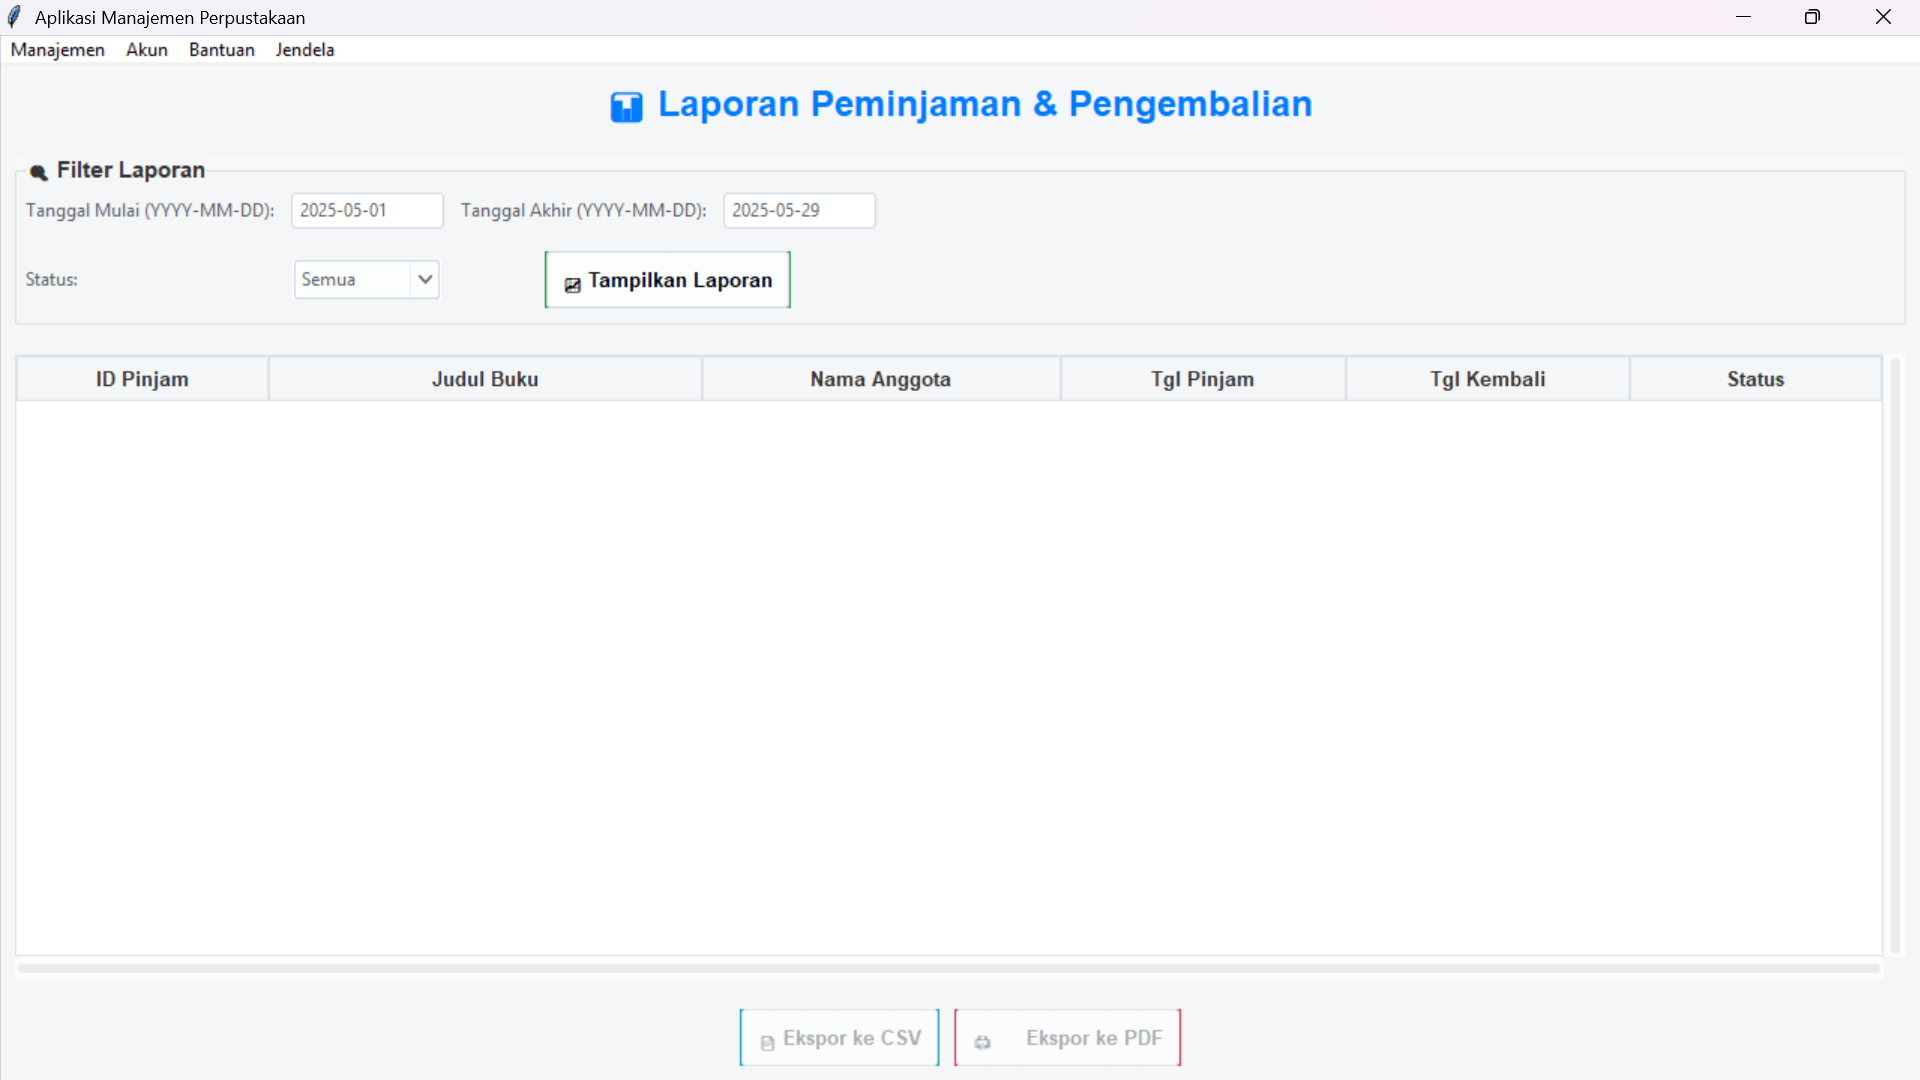 Aplikasi Manajemen Perpustakaan
Manajemen Akun Bantuan Jendela
Laporan Peminjaman & Pengembalian
Filter Laporan
Tanggal Mulai (YYYY-MM-DD): 2025-05-01 Tanggal Akhir (YYYY-MM-DD): 2025-05-29
Status: Semua Tampilkan Laporan
ID Pinjam Judul Buku Nama Anggota Tgl Pinjam Tgl Kembali Status
Ekspor ke CSV Ekspor ke PDF